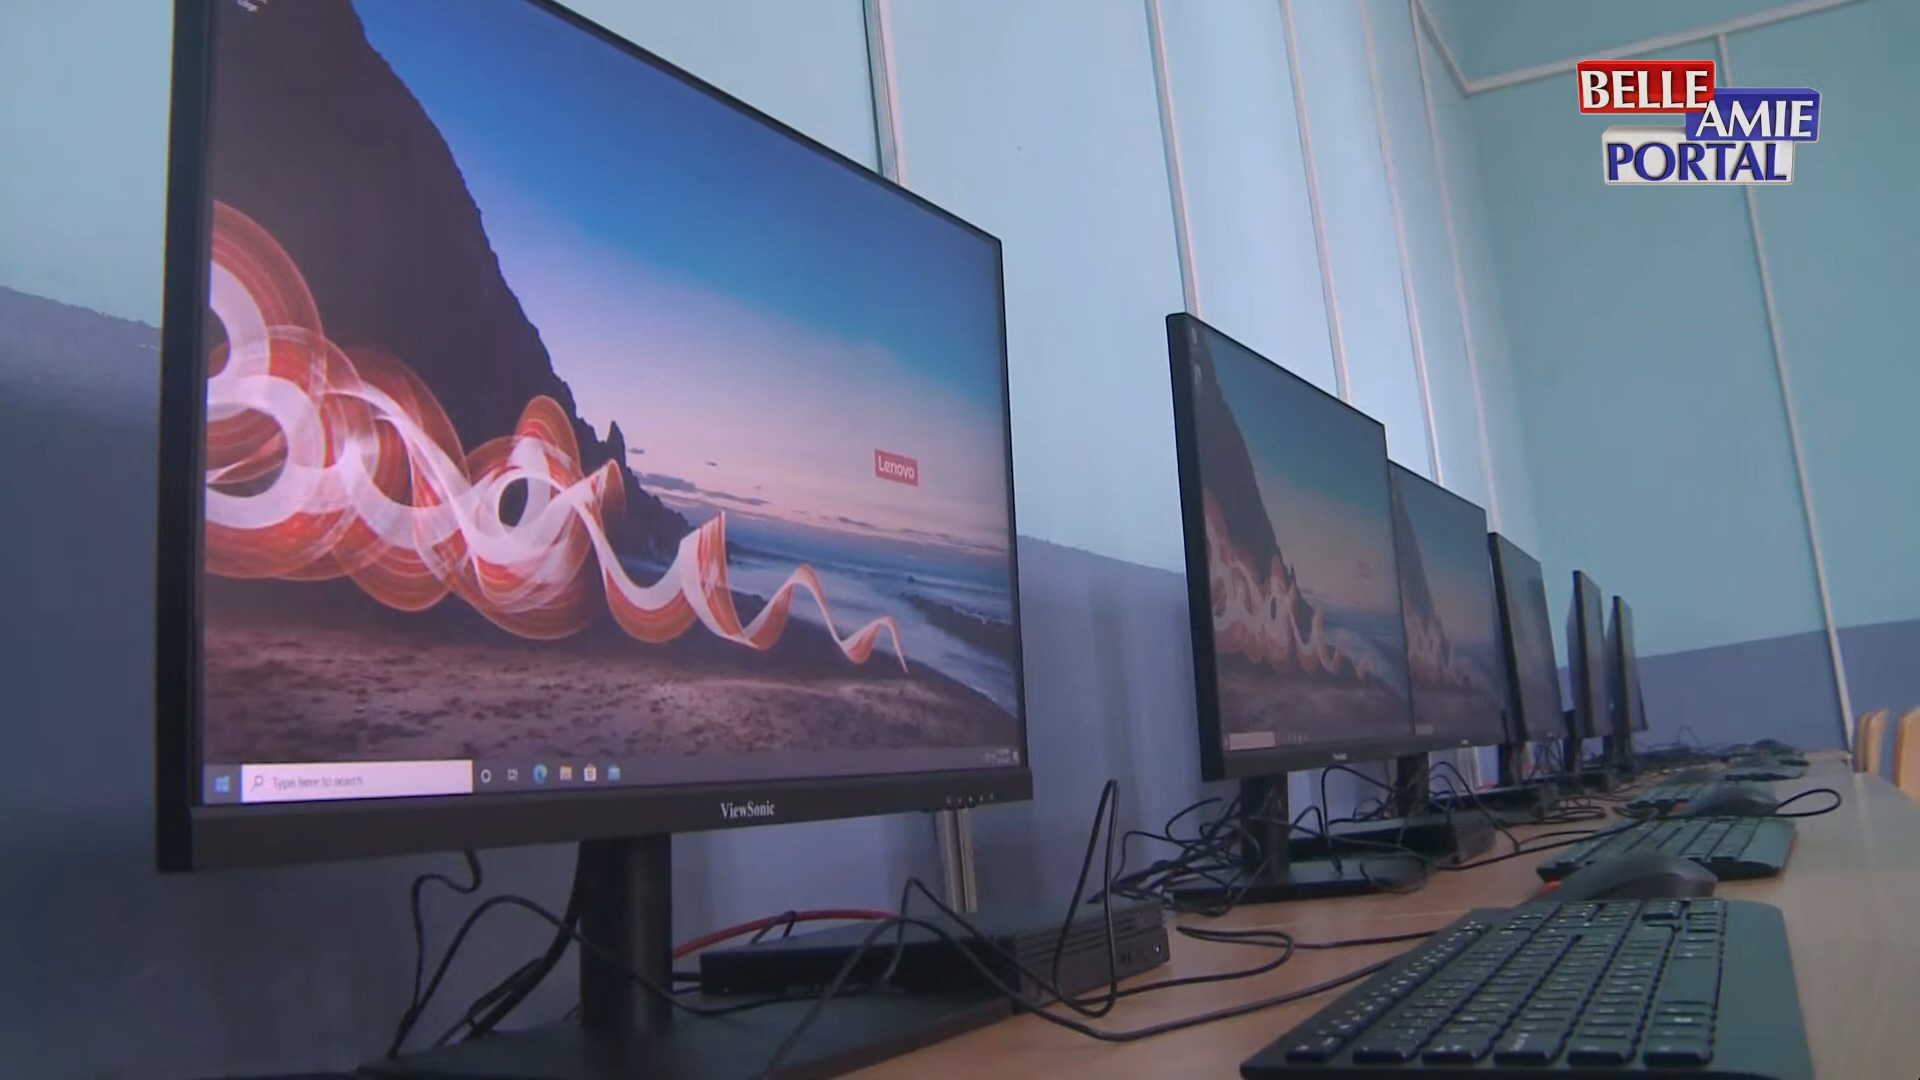 BELLE
AMIE
PORTAL
Lenovo
Type here to search
ViewSonic